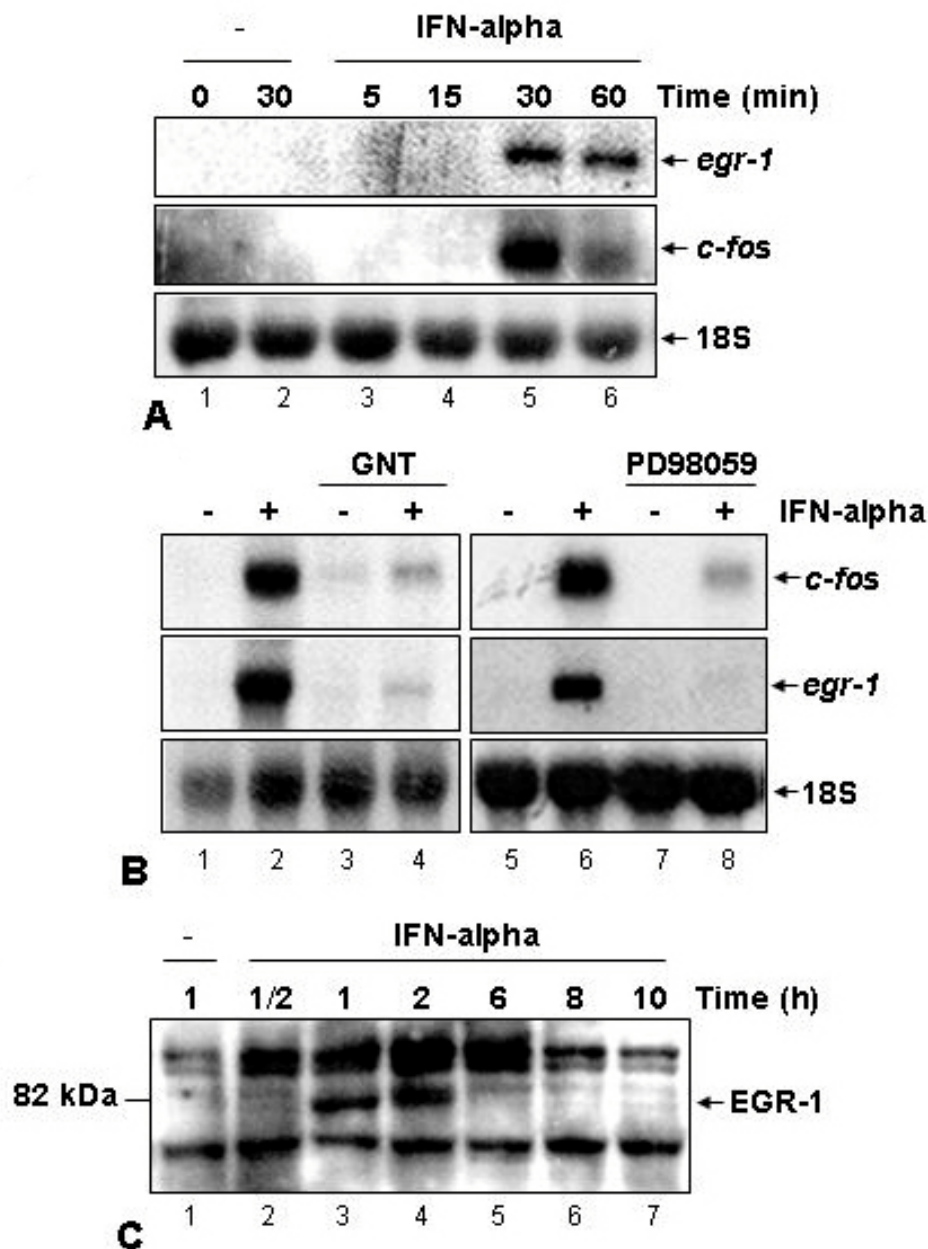 - IFN-alpha
0 30 5 15 30 60 Time (min)
← egr-1
← c-fos
← 18S
1 2 3 4 5 6
A
GNT PD98059
- + - + - + - + IFN-alpha
← c-fos
← egr-1
← 18S
1 2 3 4 5 6 7 8
B
- IFN-alpha
1 1/2 1 2 6 8 10 Time (h)
82 kDa ← EGR-1
1 2 3 4 5 6 7
C